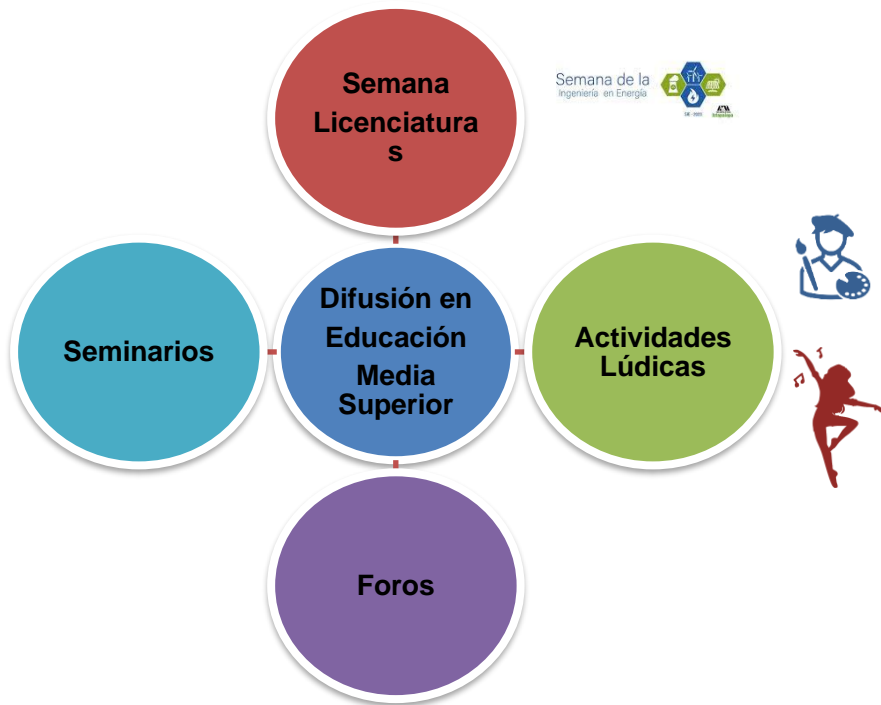 Semana
Licenciatura
s
Semana de la
Ingeniería en Energía
Seminarios
Difusión en
Educación
Media
Superior
Actividades
Lúdicas
Foros